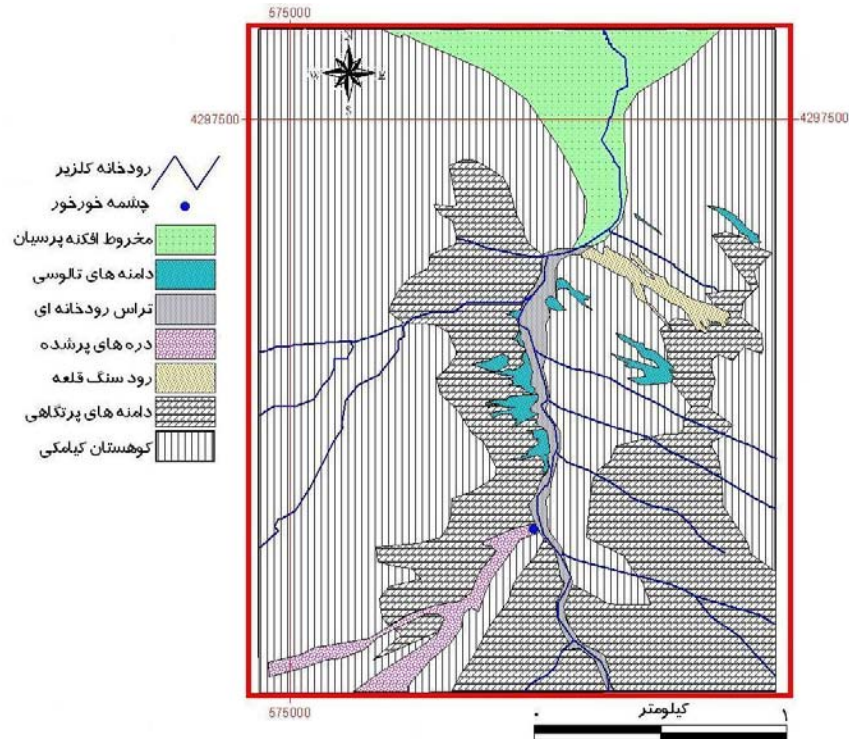 575000
N
W E
S
4297500
4297500
رودخانه کلزیر
چشمه خورخور
مخروط افکنه پرسیان
دامنه های تالوسی
تراس رودخانه ای
دره های پرشده
رود سنگ قلعه
دامنه های پرتگاهی
کوهستان کیامکی
575000
کیلومتر
۰
۱